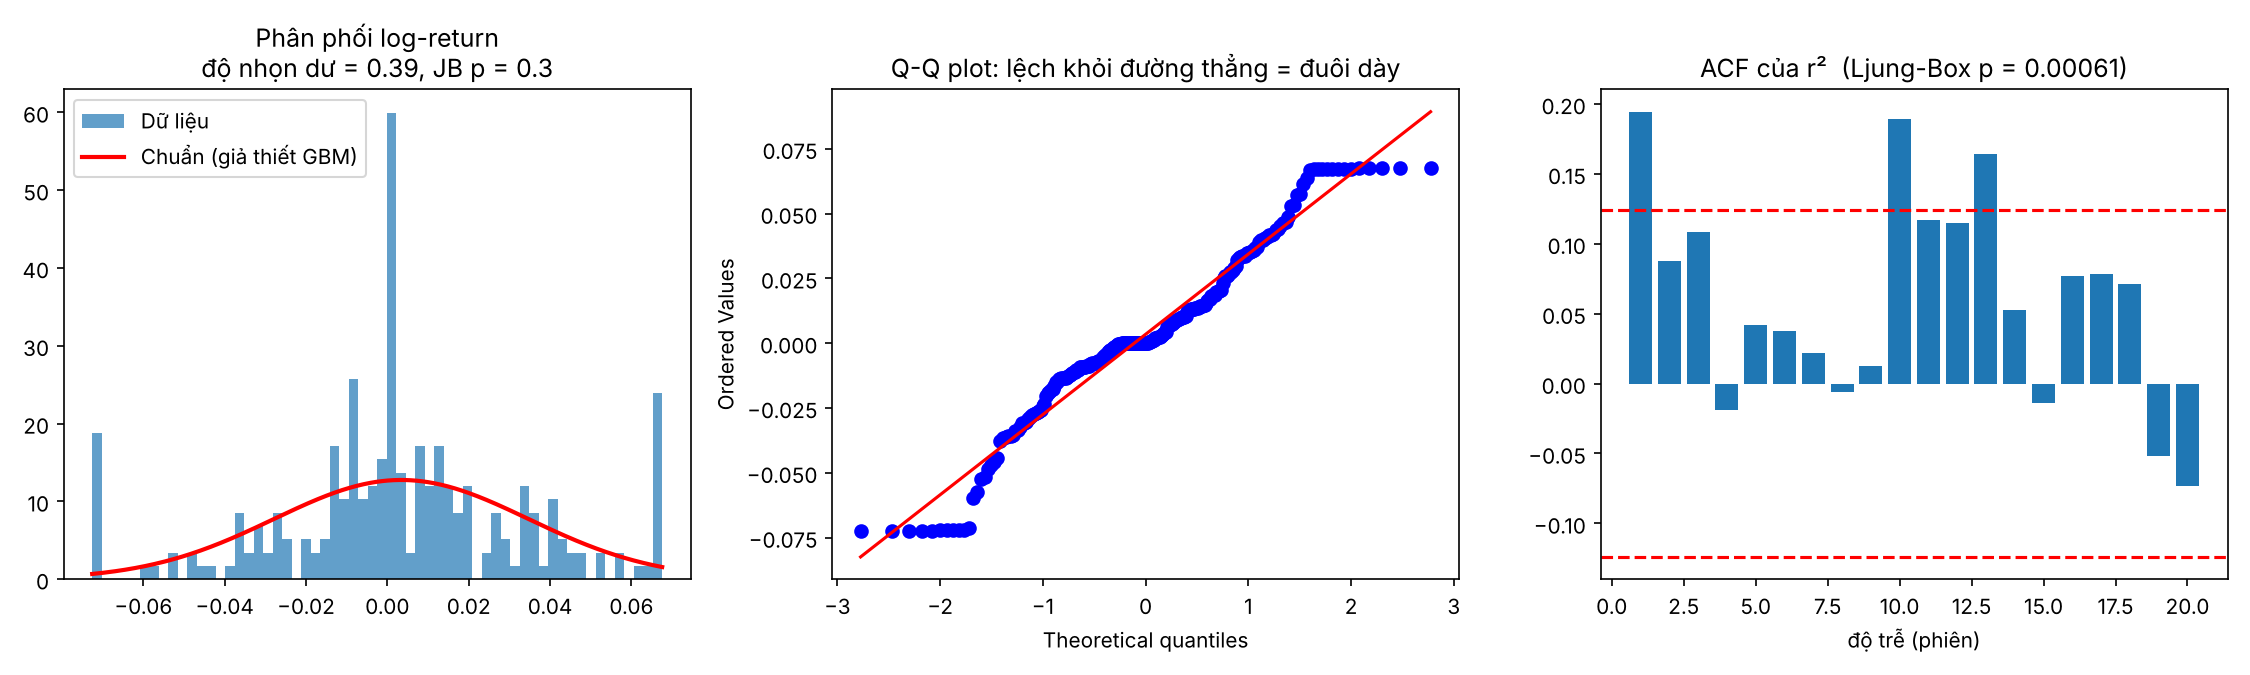 Phân phối log-return
độ nhọn dư = 0.39, JB p = 0.3
Dữ liệu
Chuẩn (giả thiết GBM)
60
50
40
30
20
10
0
−0.06 −0.04 −0.02 0.00 0.02 0.04 0.06
Q-Q plot: lệch khỏi đường thẳng = đuôi dày
Ordered Values
0.075
0.050
0.025
0.000
−0.025
−0.050
−0.075
−3 −2 −1 0 1 2 3
Theoretical quantiles
ACF của r² (Ljung-Box p = 0.00061)
0.20
0.15
0.10
0.05
0.00
−0.05
−0.10
0.0 2.5 5.0 7.5 10.0 12.5 15.0 17.5 20.0
độ trễ (phiên)